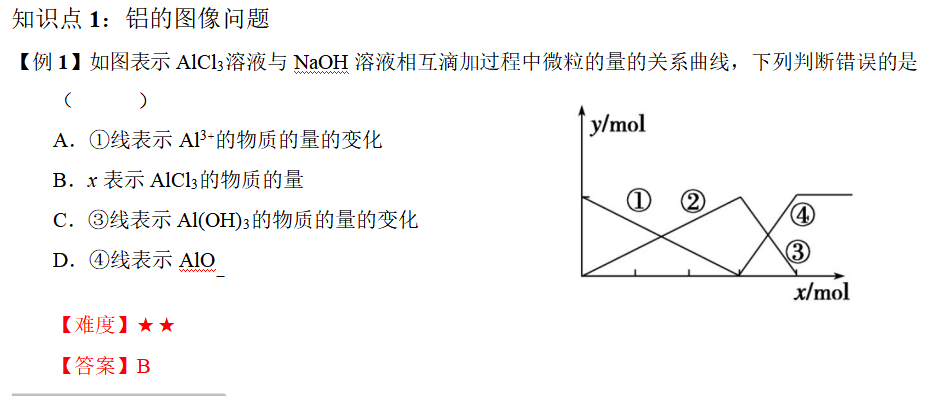 知识点 1：铝的图像问题
【例 1】如图表示 AlCl₃溶液与 NaOH 溶液相互滴加过程中微粒的量的关系曲线，下列判断错误的是
（　　）
A．①线表示 Al³⁺的物质的量的变化
B．x 表示 AlCl₃的物质的量
C．③线表示 Al(OH)₃的物质的量的变化
D．④线表示 AlO₋
y/mol
① ② ④
③
x/mol
【难度】★★
【答案】B